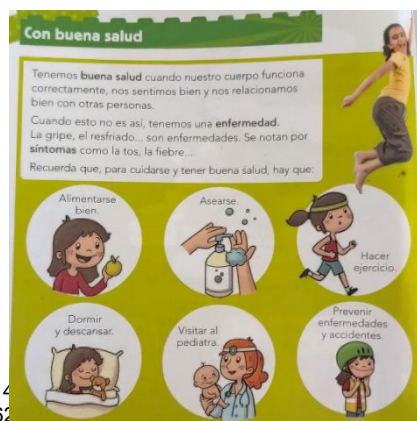 Con buena salud
Tenemos buena salud cuando nuestro cuerpo funciona
correctamente, nos sentimos bien y nos relacionamos
bien con otras personas.
Cuando esto no es así, tenemos una enfermedad.
La gripe, el resfriado... son enfermedades. Se notan por
síntomas como la tos, la fiebre...
Recuerda que, para cuidarse y tener buena salud, hay que:
Alimentarse
bien.
Asearse.
Hacer
ejercicio.
Dormir
y descansar.
Visitar al
pediatra.
Prevenir
enfermedades
y accidentes.